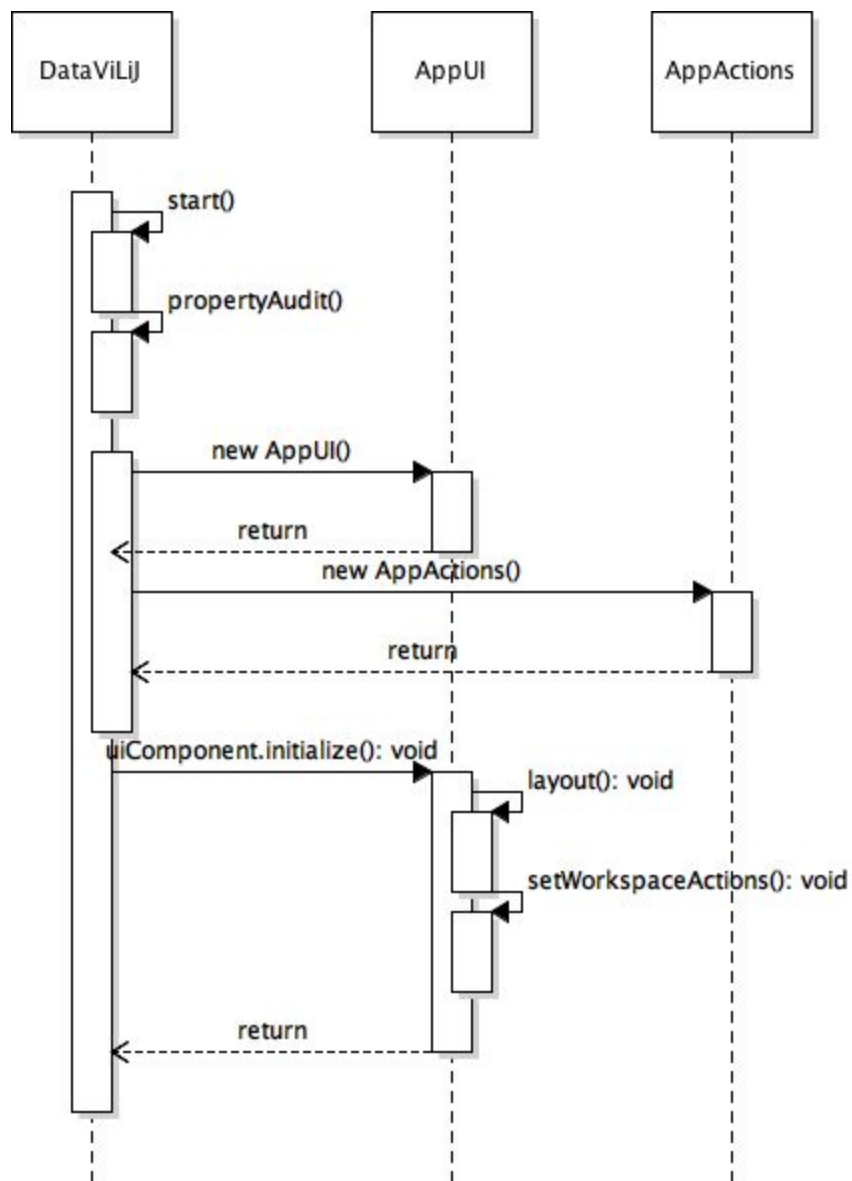 DataViLiJ
AppUI
AppActions
start()
propertyAudit()
new AppUI()
return
new AppActions()
return
uiComponent.initialize(): void
layout(): void
setWorkspaceActions(): void
return